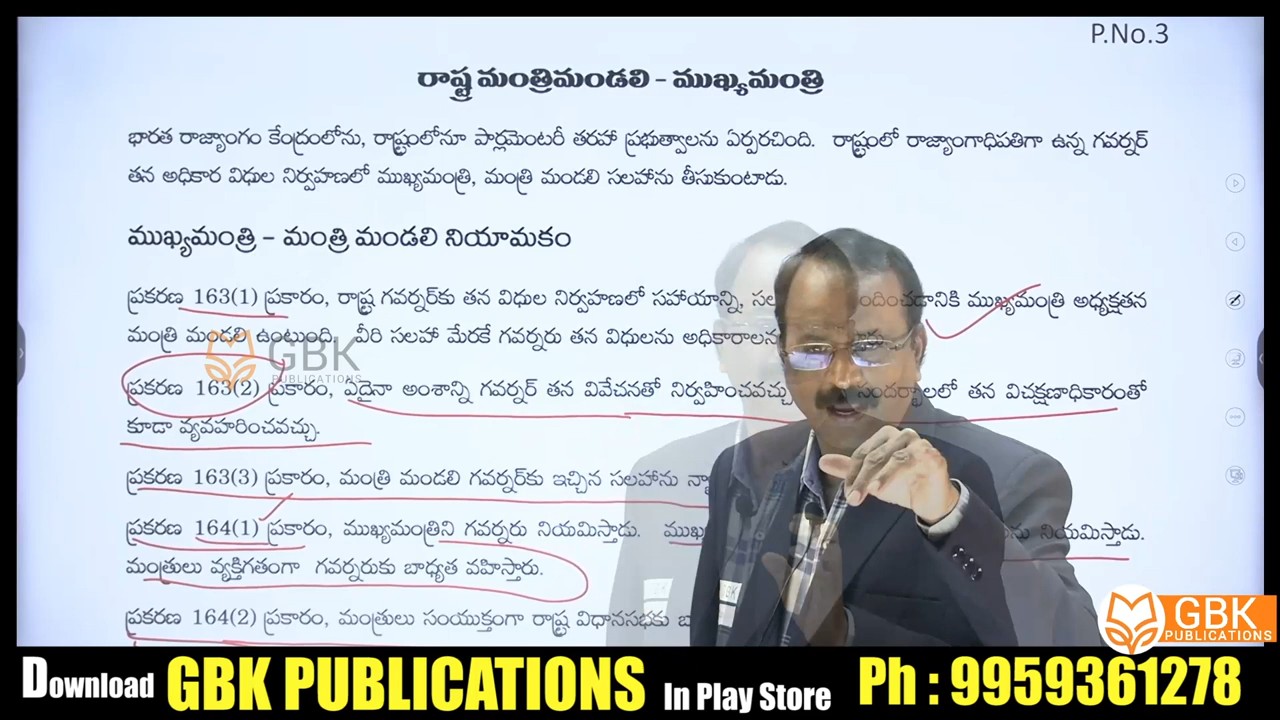 P.No.3
రాష్ట్ర మంత్రిమండలి - ముఖ్యమంత్రి
భారత రాజ్యాంగం కేంద్రంలోను, రాష్ట్రంలోనూ పార్లమెంటరీ తరహా ప్రభుత్వాలను ఏర్పరచింది. రాష్ట్రంలో రాజ్యాంగాధిపతిగా ఉన్న గవర్నర్
తన అధికార విధుల నిర్వహణలో ముఖ్యమంత్రి, మంత్రి మండలి సలహాను తీసుకుంటాడు.
ముఖ్యమంత్రి - మంత్రి మండలి నియామకం
ప్రకరణ 163(1) ప్రకారం, రాష్ట్ర గవర్నర్‌కు తన విధుల నిర్వహణలో సహాయాన్ని, ముఖ్యమంత్రి అధ్యక్షతన
మంత్రి మండలి ఉంటుంది. వీరి సలహా మేరకే గవర్నరు తన విధులను
GBK
PUBLICATIONS
ప్రకరణ 163(2) ప్రకారం, ఏదైనా అంశాన్ని గవర్నర్ తన వివేచనతో నిర్వహించవచ్చు సందర్భాలలో తన విచక్షణాధికారంతో
కూడా వ్యవహరించవచ్చు.
ప్రకరణ 163(3) ప్రకారం, మంత్రి మండలి గవర్నర్‌కు ఇచ్చిన సలహాను
ప్రకరణ 164(1) ప్రకారం, ముఖ్యమంత్రిని గవర్నరు నియమిస్తాడు. నియమిస్తాడు.
మంత్రులు వ్యక్తిగతంగా గవర్నరుకు బాధ్యత వహిస్తారు.
ప్రకరణ 164(2) ప్రకారం, మంత్రులు సంయుక్తంగా రాష్ట్ర విధానసభకు
GBK
PUBLICATIONS
Download GBK PUBLICATIONS In Play Store Ph : 9959361278